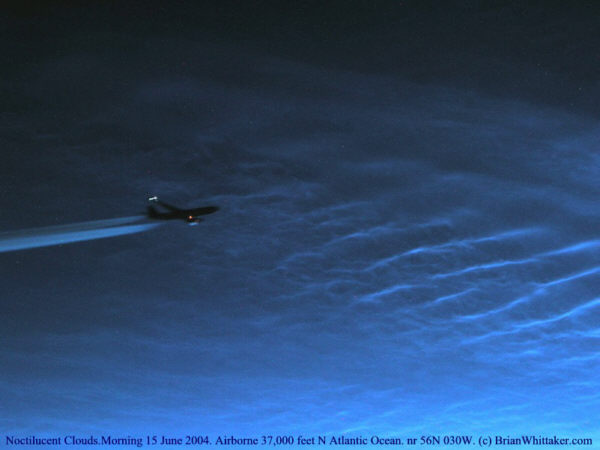 Noctilucent Clouds.Morning 15 June 2004. Airborne 37,000 feet N Atlantic Ocean. nr 56N 030W. (c) BrianWhittaker.com